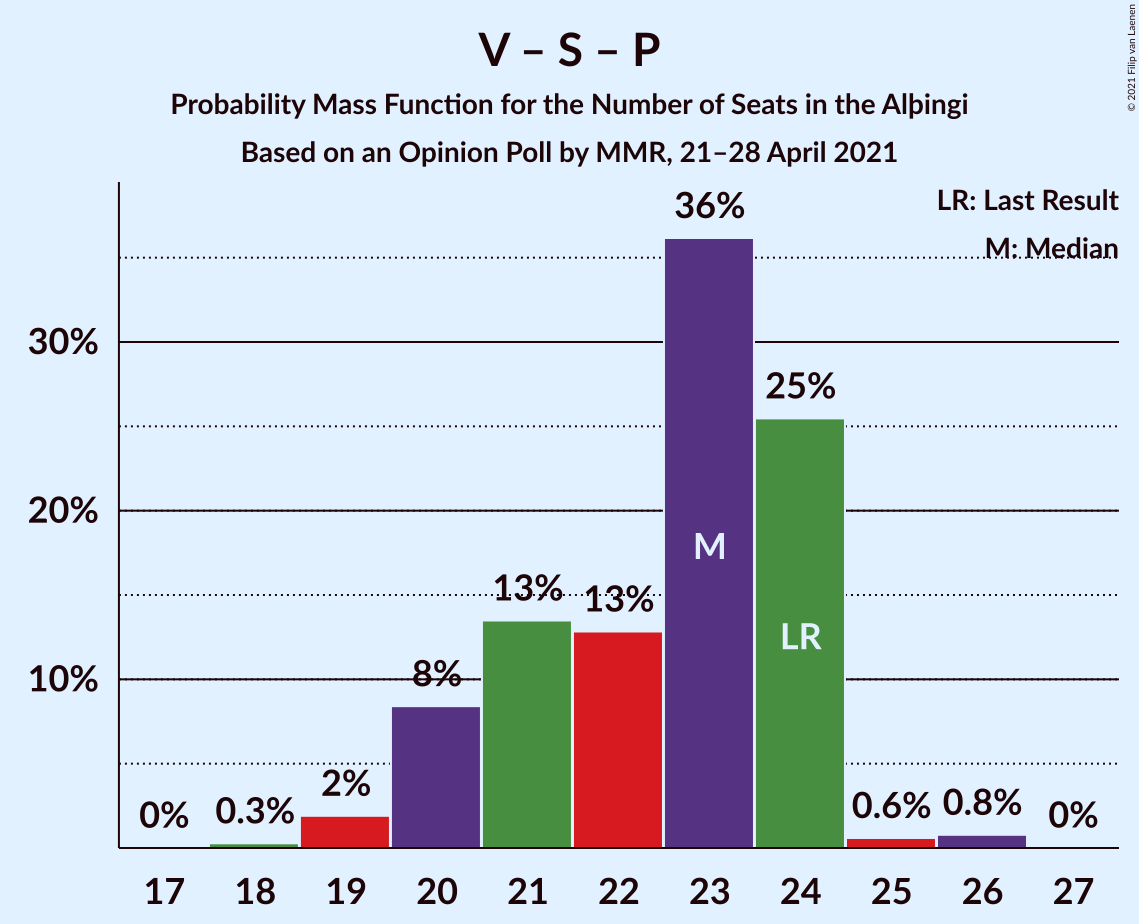 V – S – P
Probability Mass Function for the Number of Seats in the Alþingi
Based on an Opinion Poll by MMR, 21–28 April 2021
© 2021 Filip van Laenen
LR: Last Result
M: Median
36%
30%
25%
20%
M
13%
13%
LR
10%
8%
2%
0%
0.3%
0.6%
0.8%
0%
17 18 19 20 21 22 23 24 25 26 27